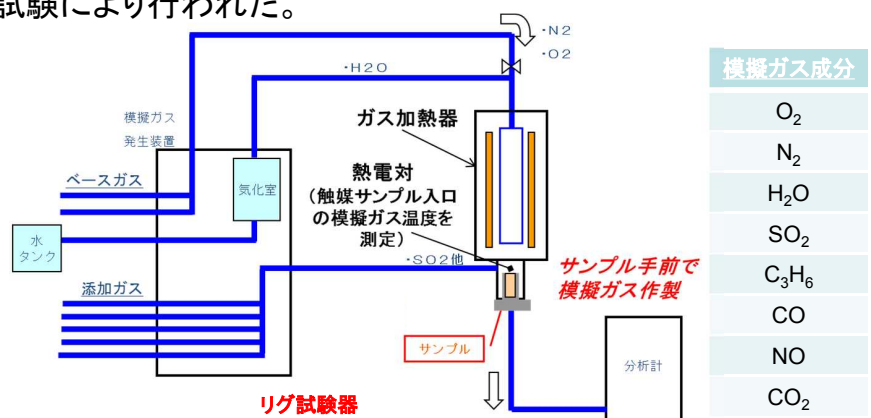 試験により行われた。
・N2
・O2
・H2O
模擬ガス
発生装置
ガス加熱器
ベースガス
気化室
熱電対
(触媒サンプル入口
の模擬ガス温度を
測定)
水
タンク
・SO2他
サンプル手前で
模擬ガス作製
添加ガス
サンプル
分析計
リグ試験器
模擬ガス成分
O₂
N₂
H₂O
SO₂
C₃H₆
CO
NO
CO₂